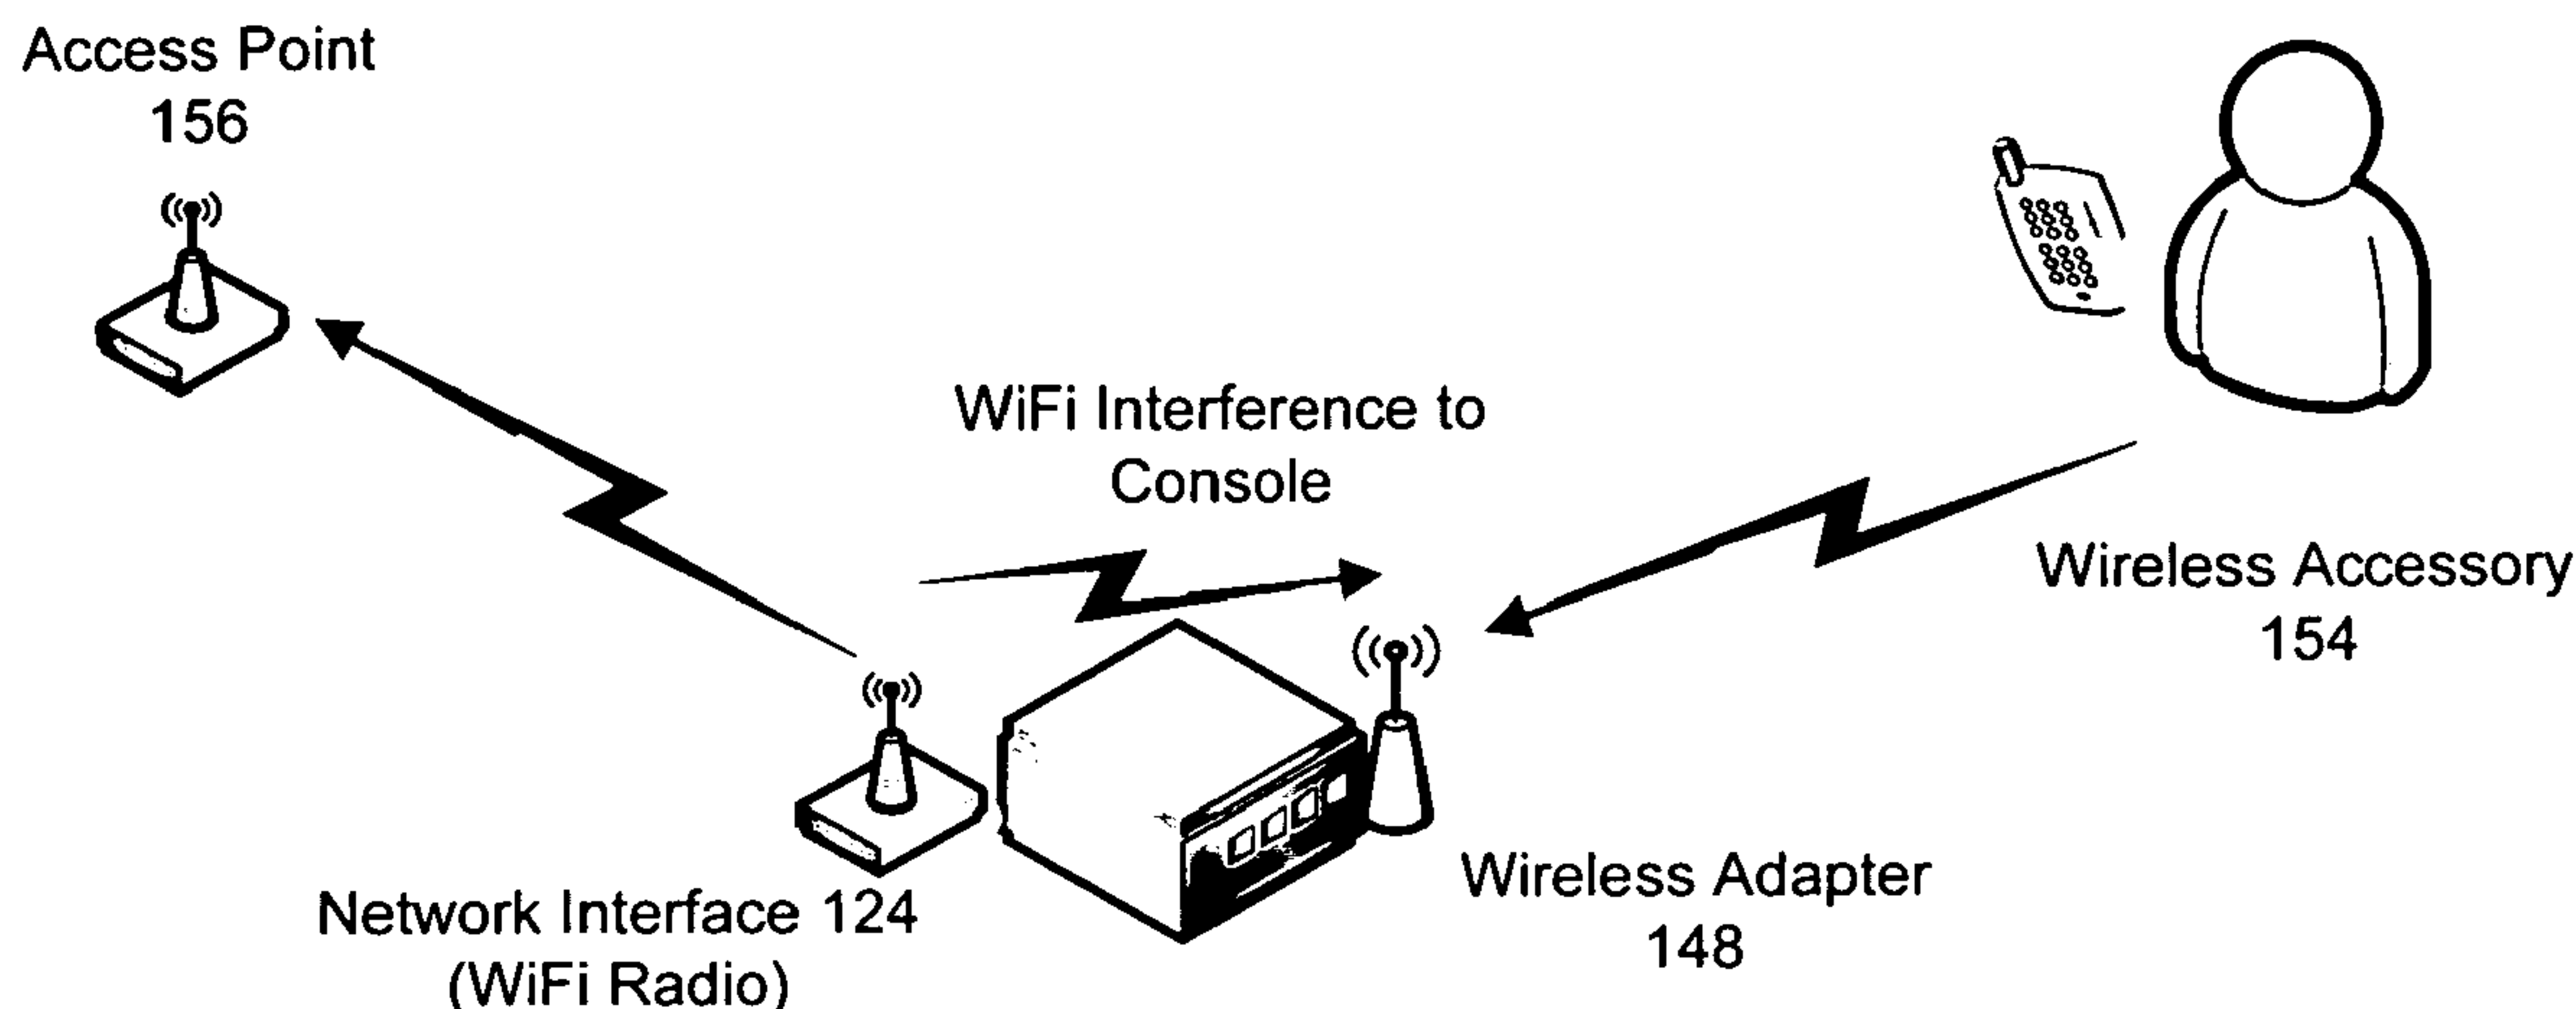 Access Point
156
WiFi Interference to
Console
Wireless Accessory
154
Wireless Adapter
148
Network Interface 124
(WiFi Radio)